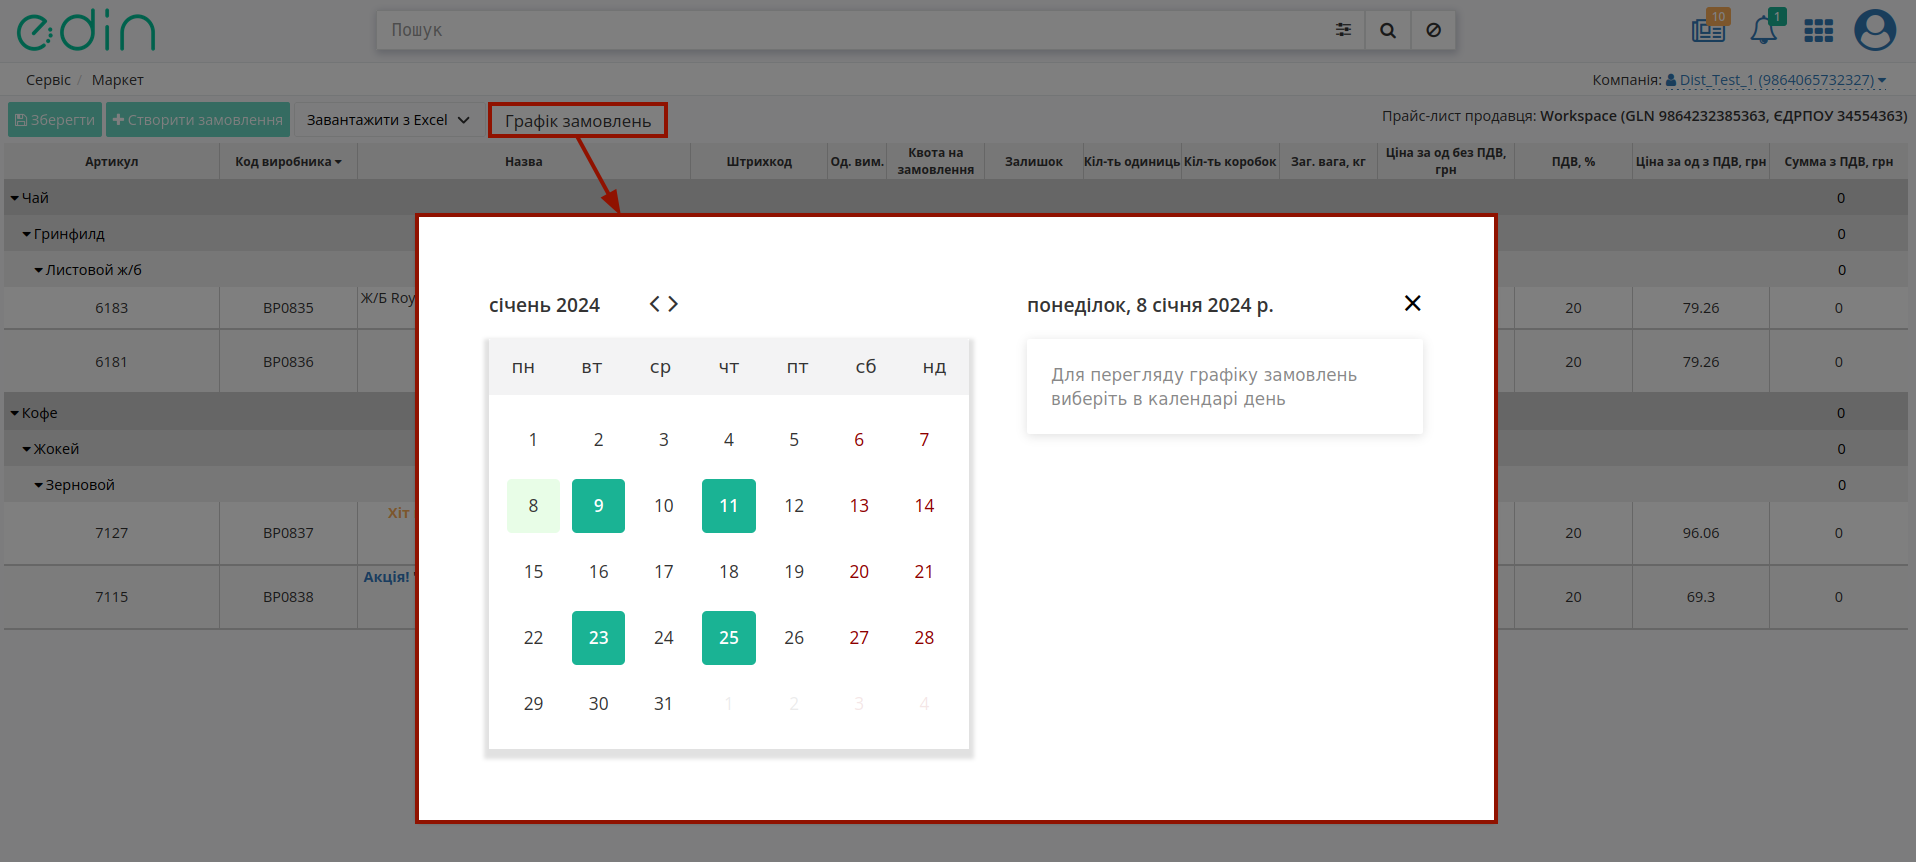 edin
Пошук
10
1
Сервіс / Маркет
Компанія: Dist_Test_1 (9864065732327)
Зберегти
Створити замовлення
Завантажити з Excel
Графік замовлень
Прайс-лист продавця: Workspace (GLN 9864232385363, ЄДРПОУ 34554363)
Артикул Код виробника Назва Штрихкод Од. вим. Квота на замовлення Залишок Кіл-ть одиниць Кіл-ть коробок Заг. вага, кг Ціна за од без ПДВ, грн ПДВ, % Ціна за од з ПДВ, грн Сумма з ПДВ, грн
Чай 0
Гринфилд 0
Листовой ж/б 0
6183 ВР0835 Ж/Б Roy 20 79.26 0
6181 ВР0836 20 79.26 0
Кофе 0
Жокей 0
Зерновой 0
7127 ВР0837 Хіт 20 96.06 0
7115 ВР0838 Акція! 20 69.3 0
січень 2024
пн вт ср чт пт сб нд
1 2 3 4 5 6 7
8 9 10 11 12 13 14
15 16 17 18 19 20 21
22 23 24 25 26 27 28
29 30 31 1 2 3 4
понеділок, 8 січня 2024 р.
Для перегляду графіку замовлень
виберіть в календарі день